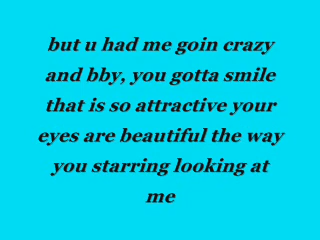 but u had me goin crazy
and bby, you gotta smile
that is so attractive your
eyes are beautiful the way
you starring looking at
me